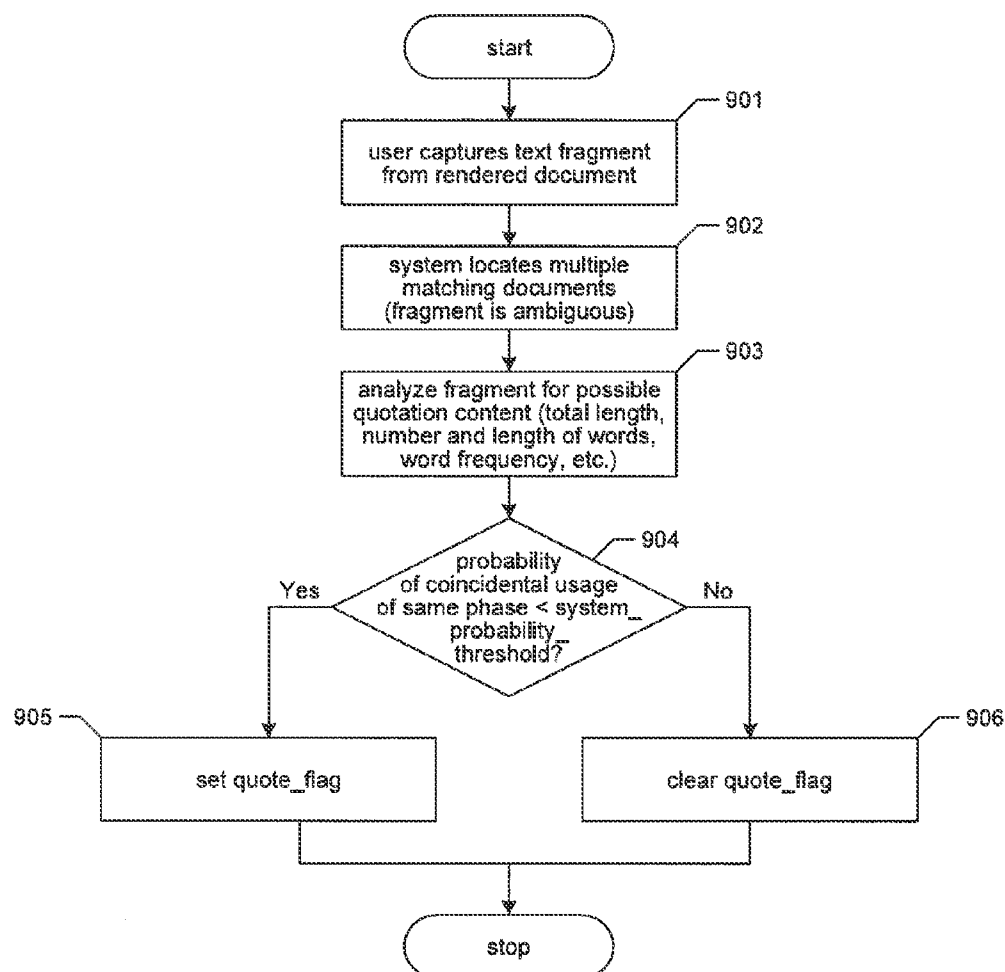 start
901
user captures text fragment
from rendered document
902
system locates multiple
matching documents
(fragment is ambiguous)
903
analyze fragment for possible
quotation content (total length,
number and length of words,
word frequency, etc.)
904
probability
of coincidental usage
of same phase < system_
probability_
threshold?
Yes
No
905
set quote_flag
906
clear quote_flag
stop